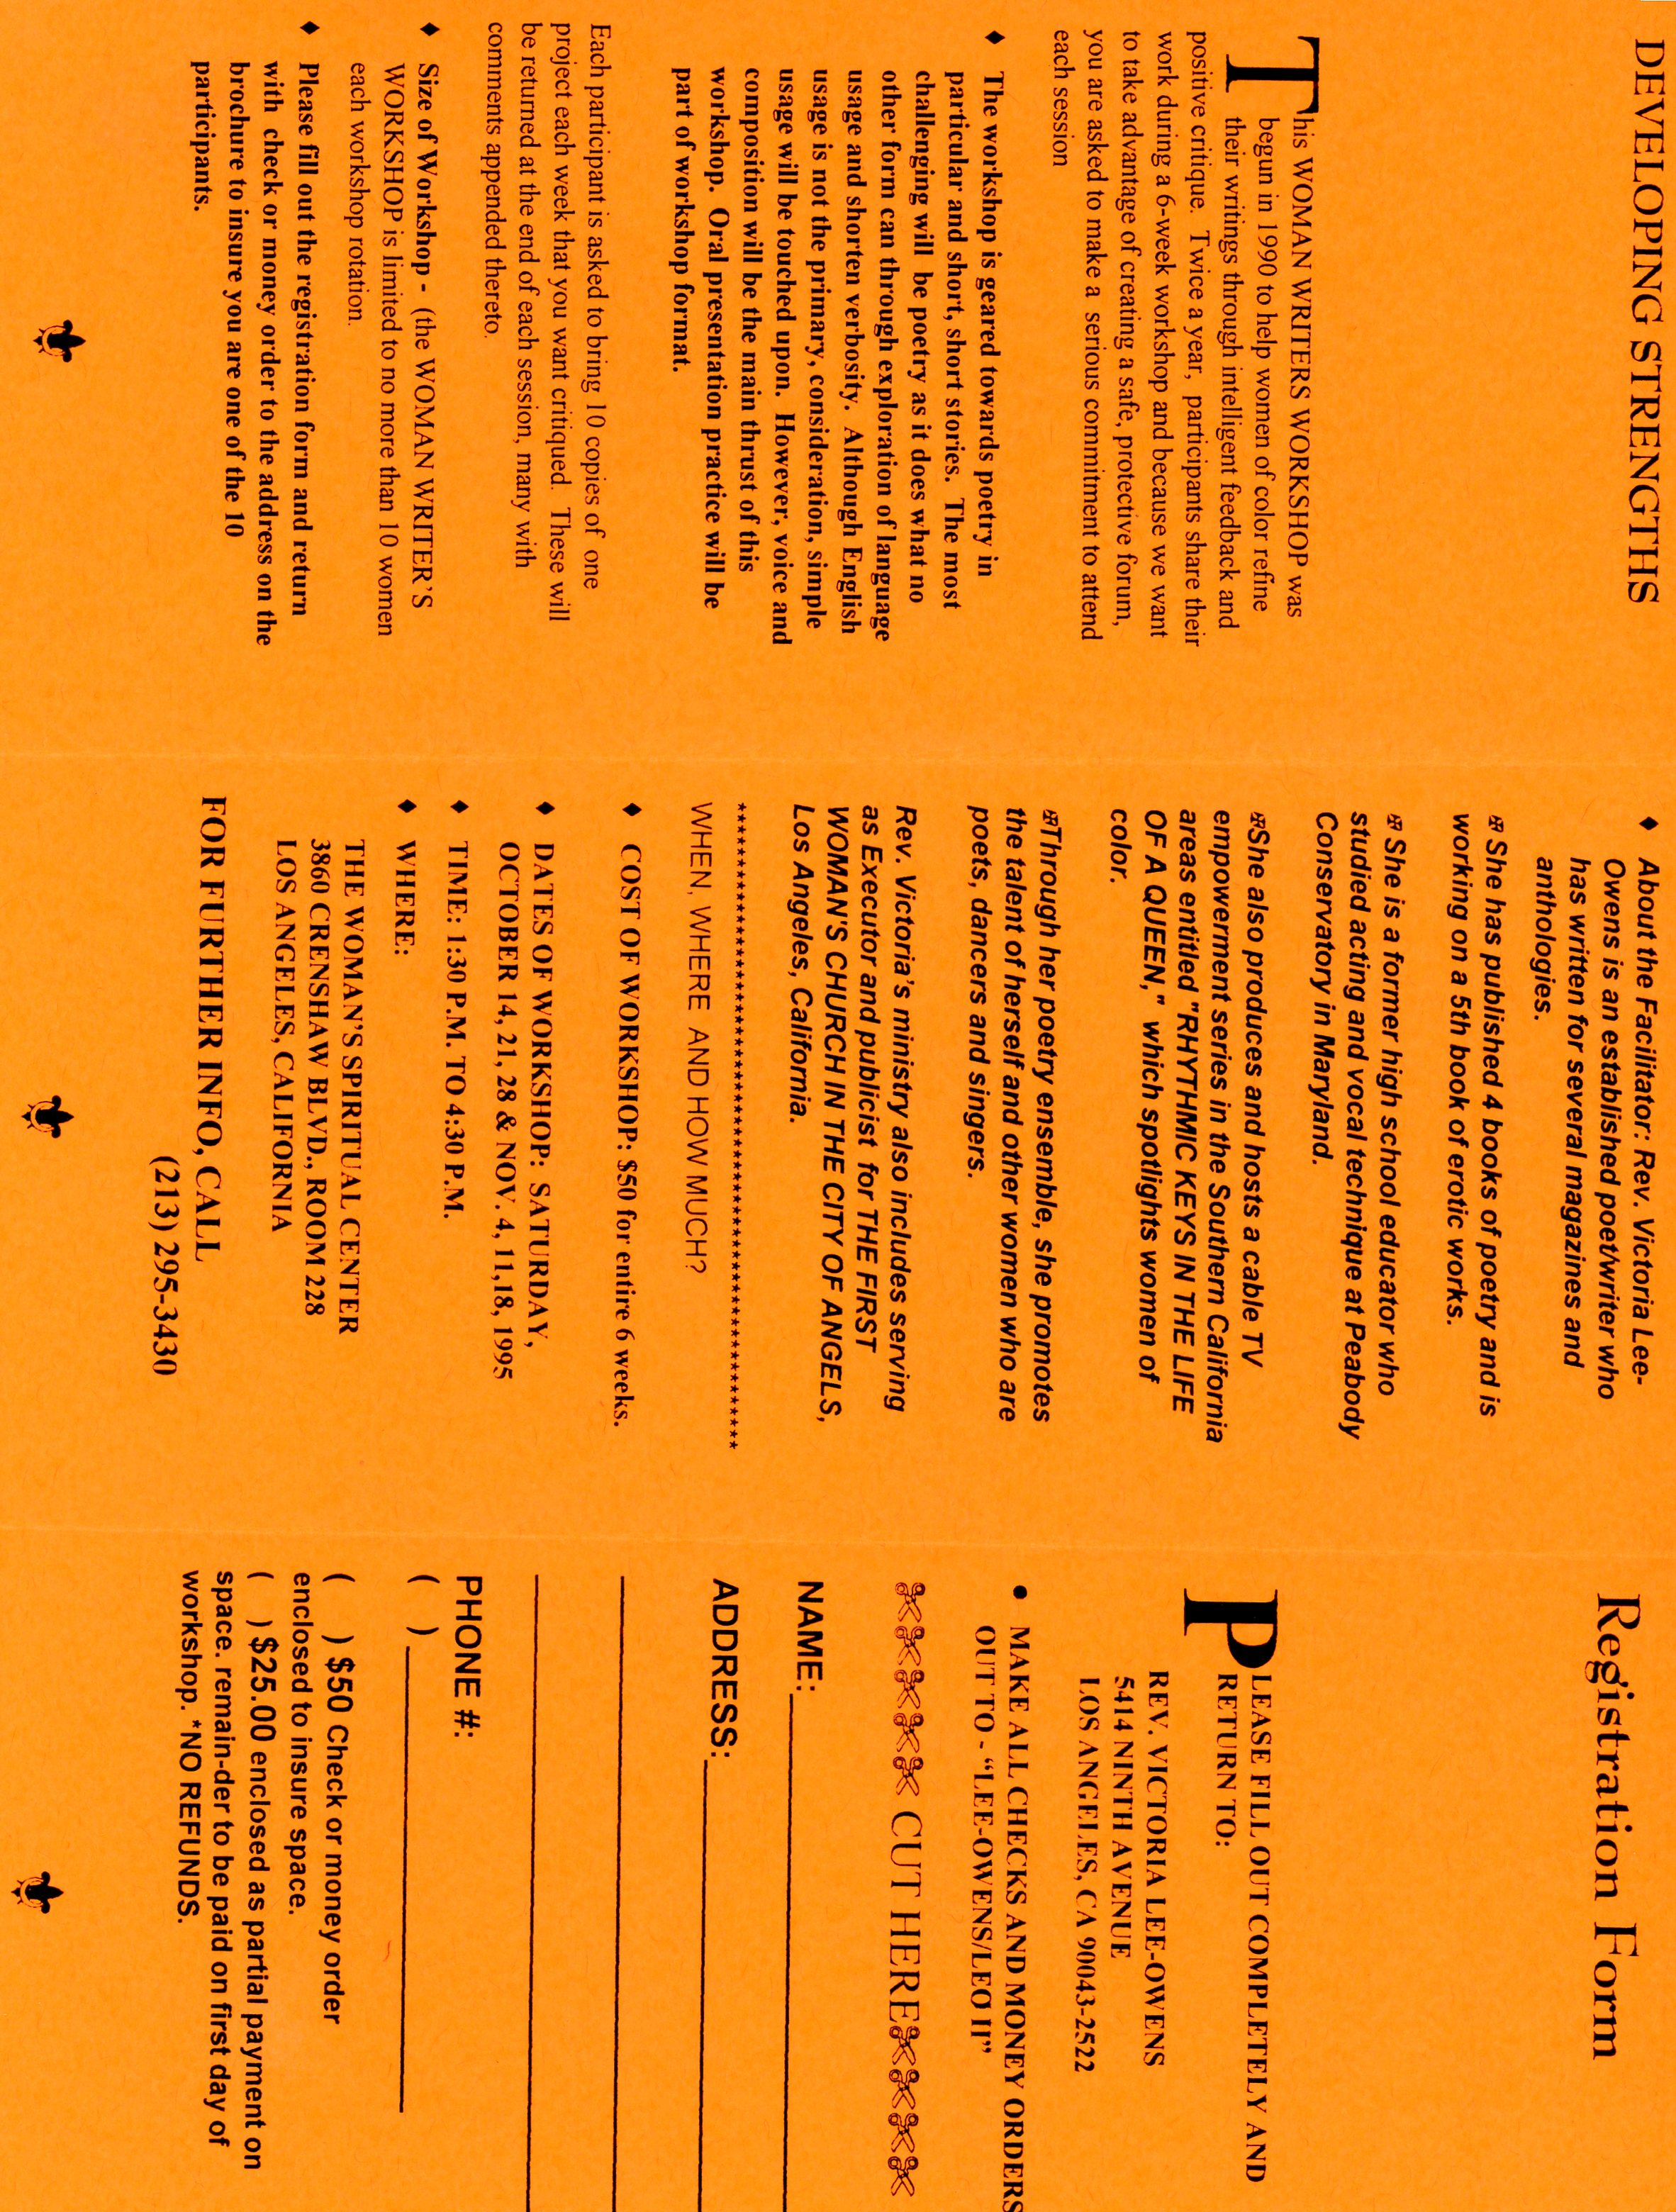 DEVELOPING STRENGTHS
This WOMAN WRITERS WORKSHOP was
begun in 1990 to help women of color refine
their writings through intelligent feedback and
positive critique. Twice a year, participants share their
work during a 6-week workshop and because we want
to take advantage of creating a safe, protective forum,
you are asked to make a serious commitment to attend
each session
♦ The workshop is geared towards poetry in
particular and short, short stories. The most
challenging will be poetry as it does what no
other form can through exploration of language
usage and shorten verbosity. Although English
usage is not the primary, consideration, simple
usage will be touched upon. However, voice and
composition will be the main thrust of this
workshop. Oral presentation practice will be
part of workshop format.
Each participant is asked to bring 10 copies of one
project each week that you want critiqued. These will
be returned at the end of each session, many with
comments appended thereto.
♦ Size of Workshop - (the WOMAN WRITER'S
WORKSHOP is limited to no more than 10 women
each workshop rotation.
♦ Please fill out the registration form and return
with check or money order to the address on the
brochure to insure you are one of the 10
participants.
♦ About the Facilitator: Rev. Victoria Lee-
Owens is an established poet/writer who
has written for several magazines and
anthologies.
✠ She has published 4 books of poetry and is
working on a 5th book of erotic works.
✠ She is a former high school educator who
studied acting and vocal technique at Peabody
Conservatory in Maryland.
✠She also produces and hosts a cable TV
empowerment series in the Southern California
areas entitled "RHYTHMIC KEYS IN THE LIFE
OF A QUEEN," which spotlights women of
color.
✠Through her poetry ensemble, she promotes
the talent of herself and other women who are
poets, dancers and singers.
Rev. Victoria's ministry also includes serving
as Executor and publicist for THE FIRST
WOMAN'S CHURCH IN THE CITY OF ANGELS,
Los Angeles, California.
**********************************************************
WHEN, WHERE AND HOW MUCH?
♦ COST OF WORKSHOP: $50 for entire 6 weeks.
♦ DATES OF WORKSHOP: SATURDAY,
OCTOBER 14, 21, 28 & NOV. 4, 11,18, 1995
♦ TIME: 1:30 P.M. TO 4:30 P.M.
♦ WHERE:
THE WOMAN'S SPIRITUAL CENTER
3860 CRENSHAW BLVD., ROOM 228
LOS ANGELES, CALIFORNIA
FOR FURTHER INFO, CALL
(213) 295-3430
Registration Form
PLEASE FILL OUT COMPLETELY AND
RETURN TO:
REV. VICTORIA LEE-OWENS
5414 NINTH AVENUE
LOS ANGELES, CA 90043-2522
● MAKE ALL CHECKS AND MONEY ORDERS
OUT TO - “LEE-OWENS/LEO II”
✄✄✄✄✄ CUT HERE✄✄✄✄
NAME:
ADDRESS:
PHONE #:
( )
( ) $50 Check or money order
enclosed to insure space.
( ) $25.00 enclosed as partial payment on
space. remain-der to be paid on first day of
workshop. *NO REFUNDS.